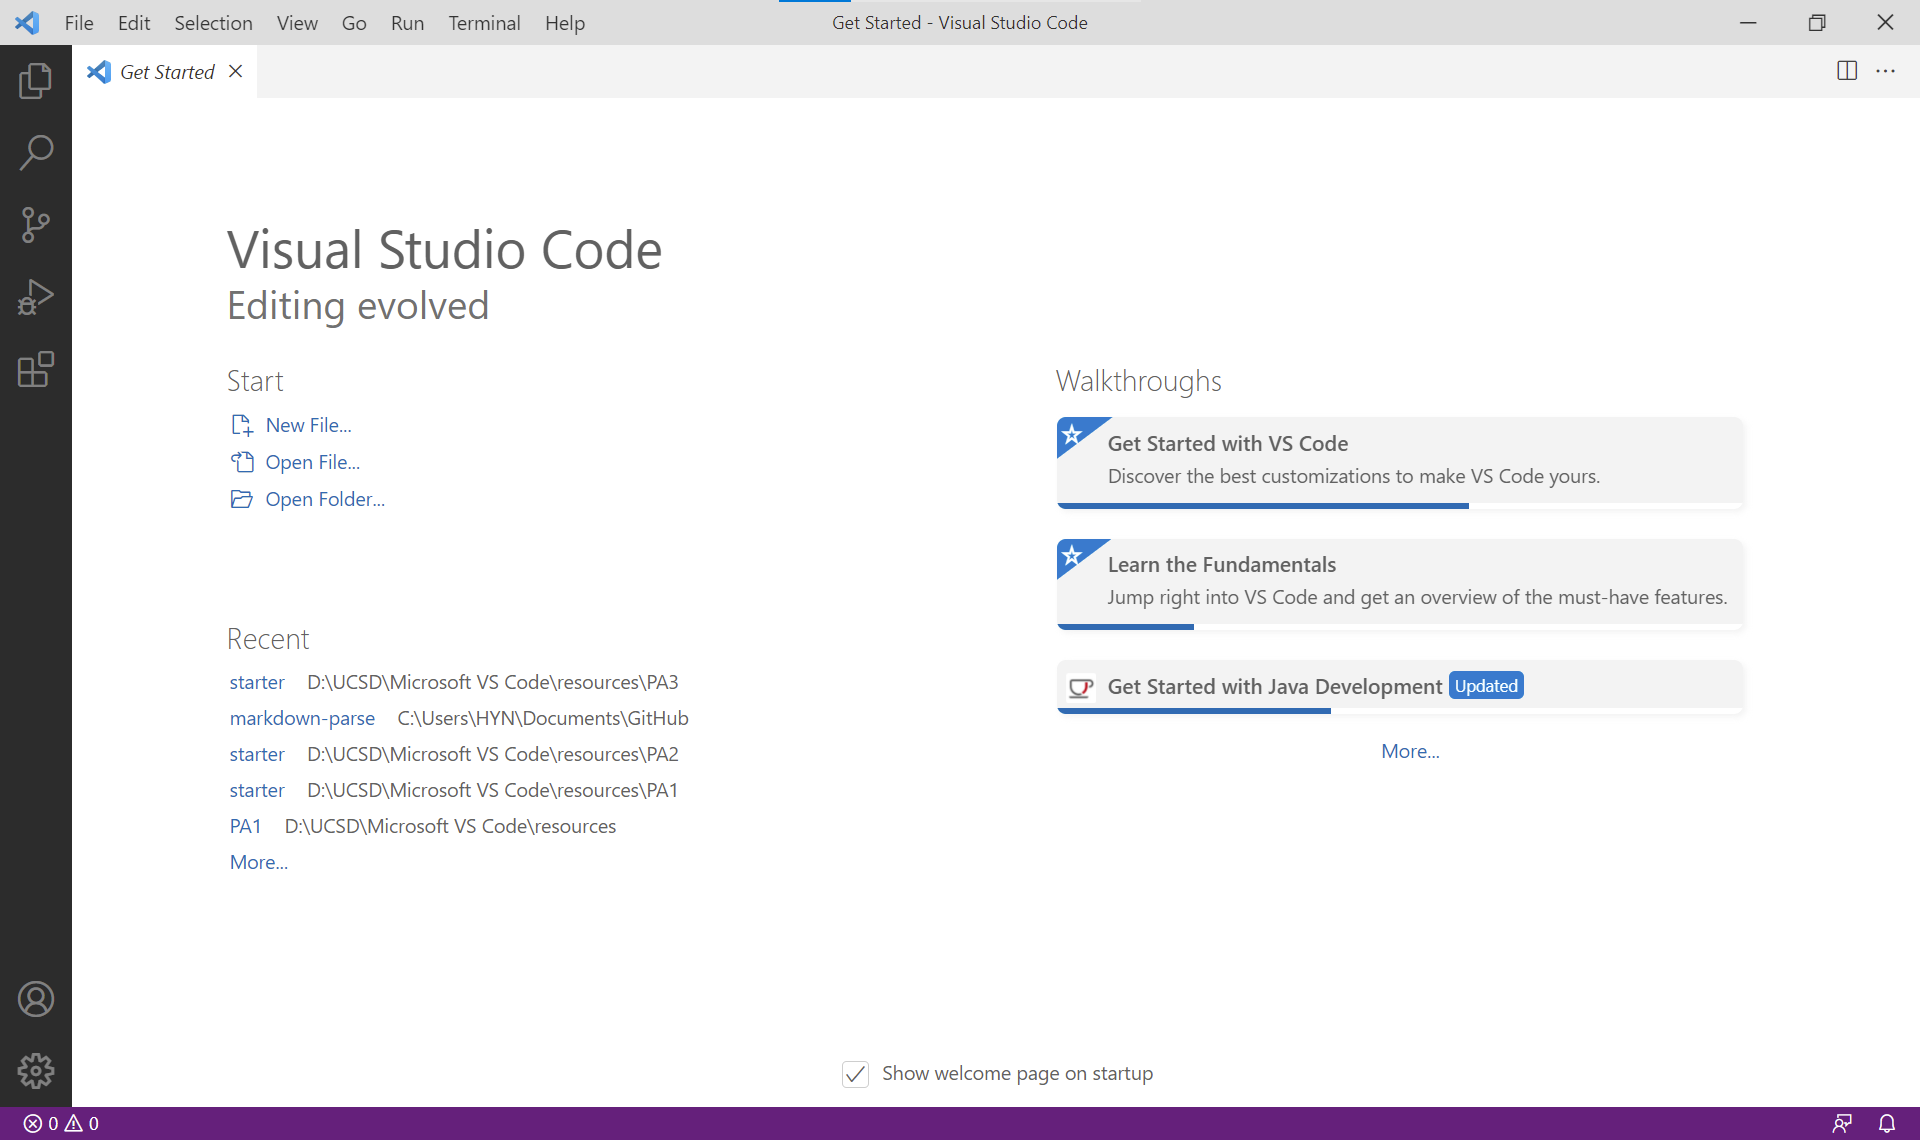 File Edit Selection View Go Run Terminal Help
Get Started - Visual Studio Code
Get Started
Visual Studio Code
Editing evolved
Start
New File...
Open File...
Open Folder...
Recent
starter D:\UCSD\Microsoft VS Code\resources\PA3
markdown-parse C:\Users\HYN\Documents\GitHub
starter D:\UCSD\Microsoft VS Code\resources\PA2
starter D:\UCSD\Microsoft VS Code\resources\PA1
PA1 D:\UCSD\Microsoft VS Code\resources
More...
Walkthroughs
Get Started with VS Code
Discover the best customizations to make VS Code yours.
Learn the Fundamentals
Jump right into VS Code and get an overview of the must-have features.
Get Started with Java Development Updated
More...
Show welcome page on startup
0 0